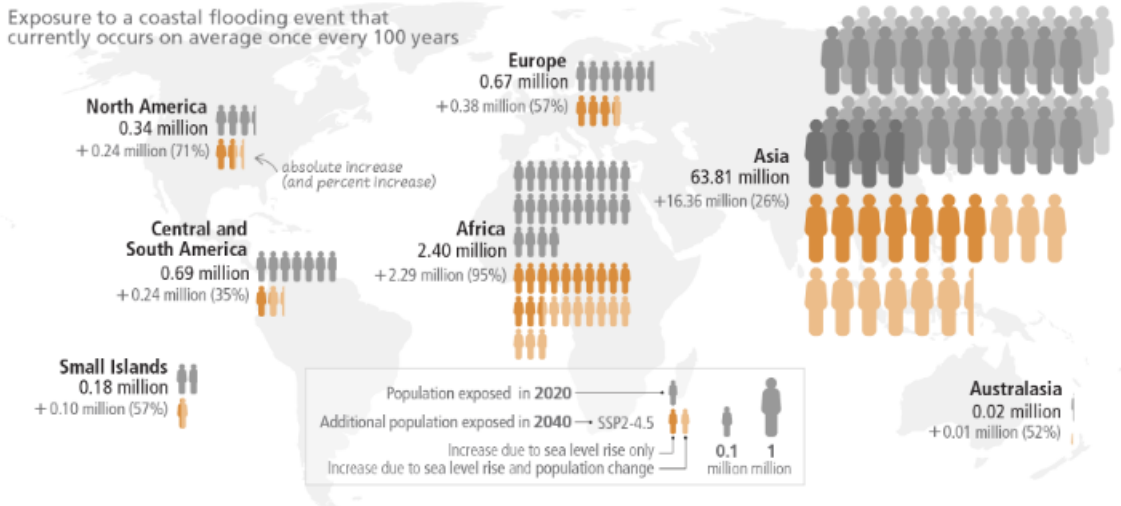 Exposure to a coastal flooding event that
currently occurs on average once every 100 years
North America
0.34 million
+0.24 million (71%)
absolute increase
(and percent increase)
Europe
0.67 million
+0.38 million (57%)
Asia
63.81 million
+16.36 million (26%)
Central and
South America
0.69 million
+0.24 million (35%)
Africa
2.40 million
+2.29 million (95%)
Small Islands
0.18 million
+0.10 million (57%)
Australasia
0.02 million
+0.01 million (52%)
Population exposed in 2020
Additional population exposed in 2040 SSP2-4.5
Increase due to sea level rise only
Increase due to sea level rise and population change
0.1 1
million million